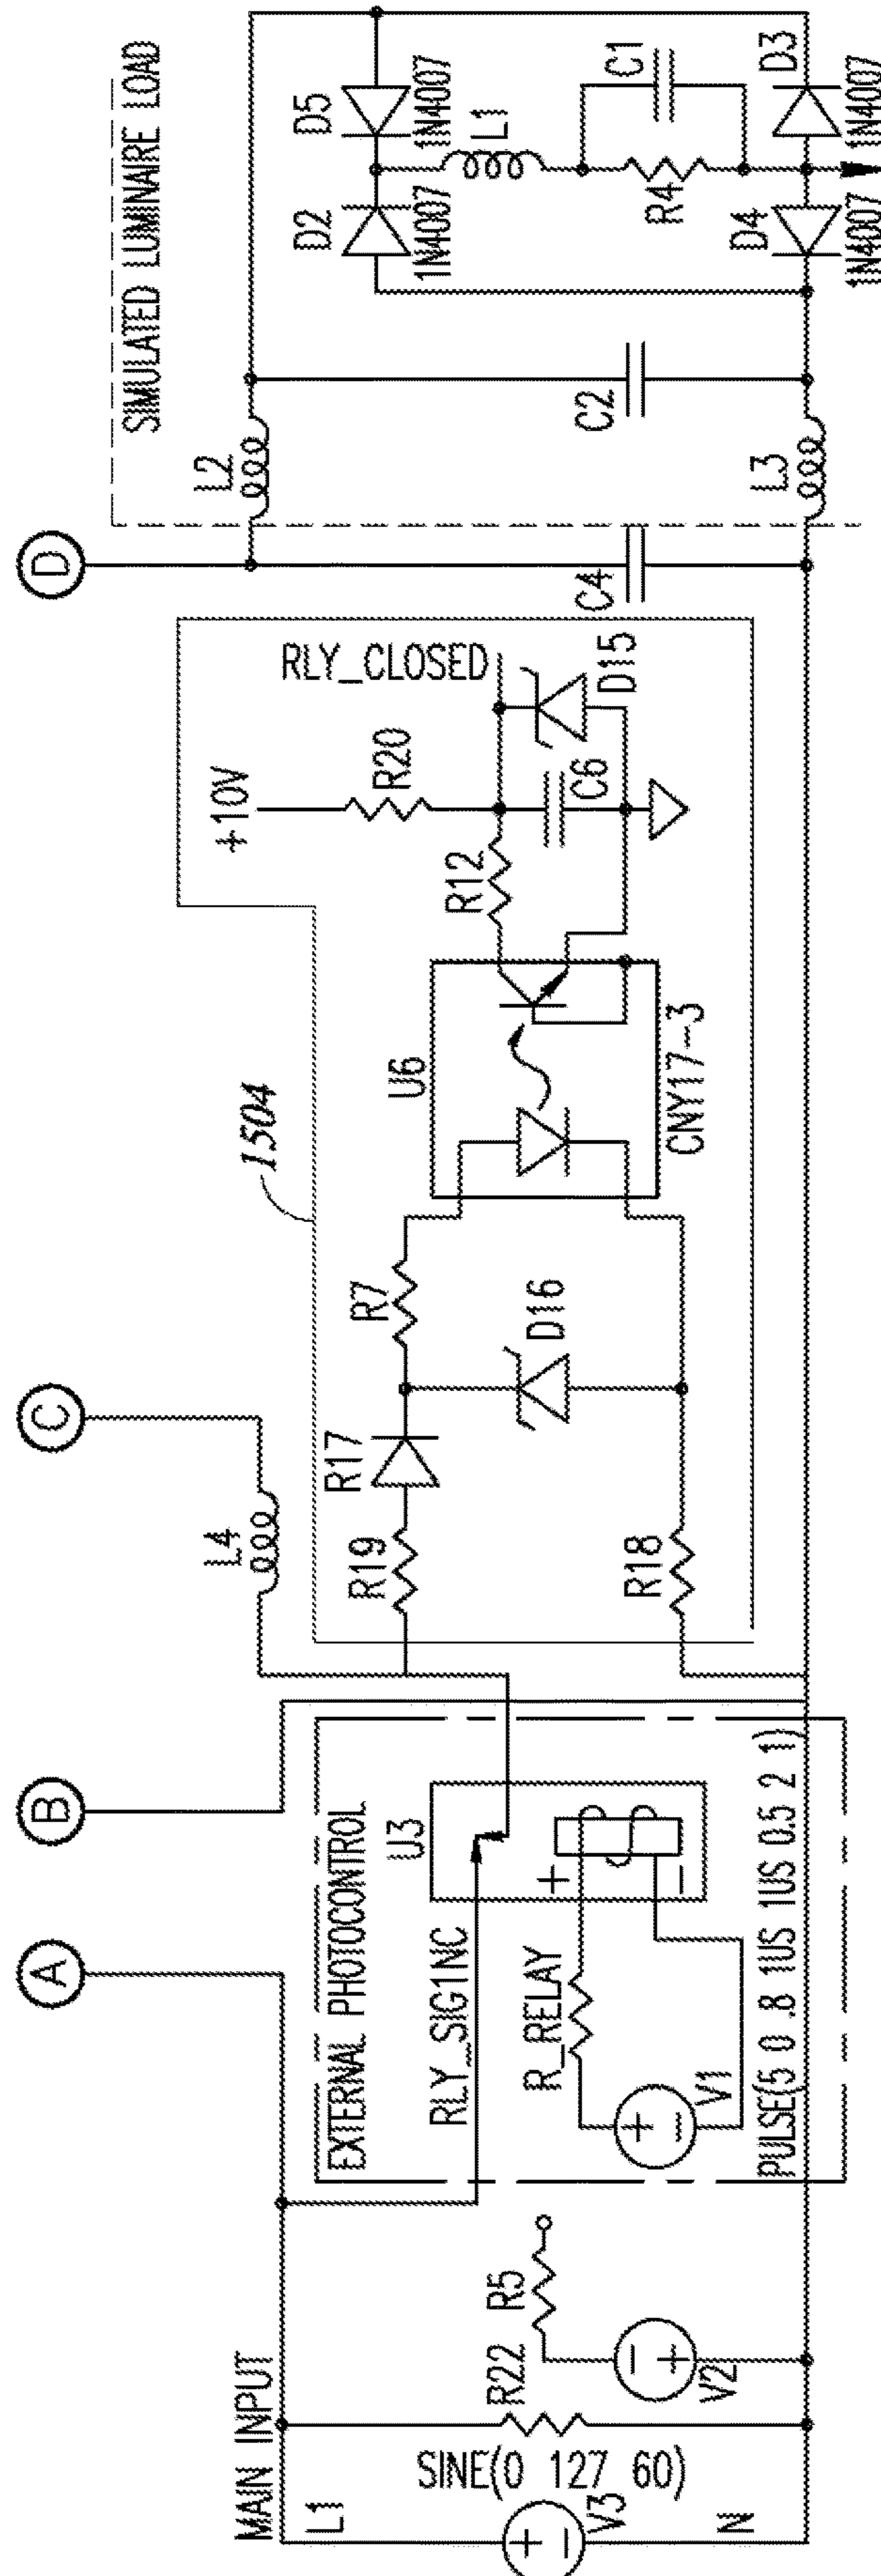 A
B
C
D
MAIN INPUT
L1
SINE(0 127 60)
V3
N
R22
R5
V2
EXTERNAL PHOTOCONTROL
RLY_SIG1NC
U3
R_RELAY
+
-
V1
PULSE(5 0 .8 1US 1US 0.5 2 1)
L4
1504
R19
R17
R7
D16
R18
U6
CNY17-3
+10V
R20
R12
RLY_CLOSED
C6
D15
C4
SIMULATED LUMINAIRE LOAD
L2
C2
L3
D2
1N4007
D5
1N4007
L1
C1
R4
D4
1N4007
D3
1N4007